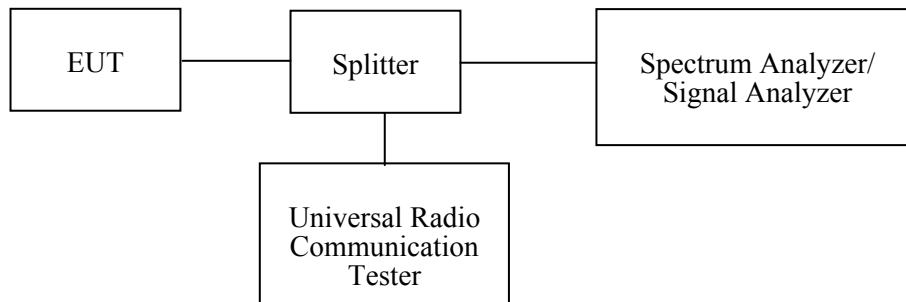 EUT
Splitter
Spectrum Analyzer/
Signal Analyzer
Universal Radio
Communication
Tester